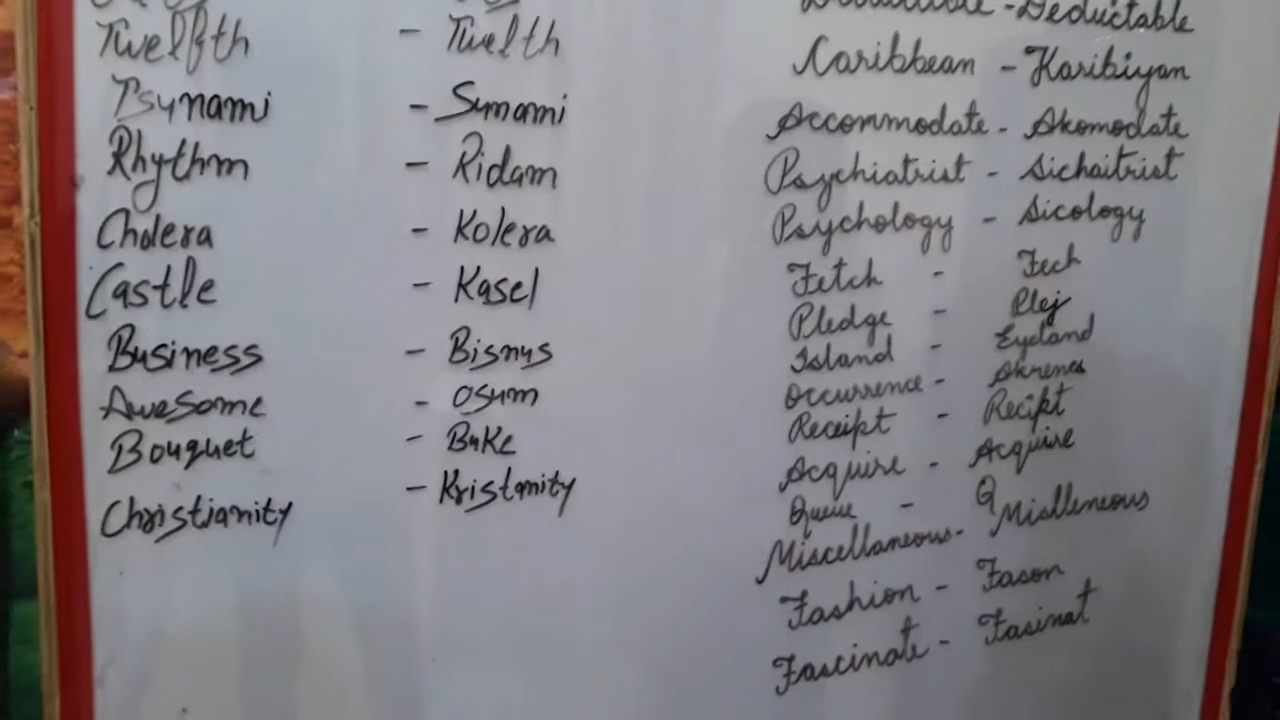 Twelfth - Twelth
Tsunami - Sunami
Rhythm - Ridam
Cholera - Kolera
Castle - Kasel
Business - Bisnus
Awesome - Osum
Bouquet - Buke
Christianity - Kristanity
- Deductable
Caribbean - Karibiyan
Accommodate - Akomodate
Psychiatrist - Sichaitrist
Psychology - Sicology
Fetch - Fech
Pledge - Plej
Island - Eyeland
Occurrence - Akrence
Receipt - Recipt
Acquire - Acquire
Queue - Q
Miscellaneous - Mislleneous
Fashion - Fason
Fascinate - Fasinat